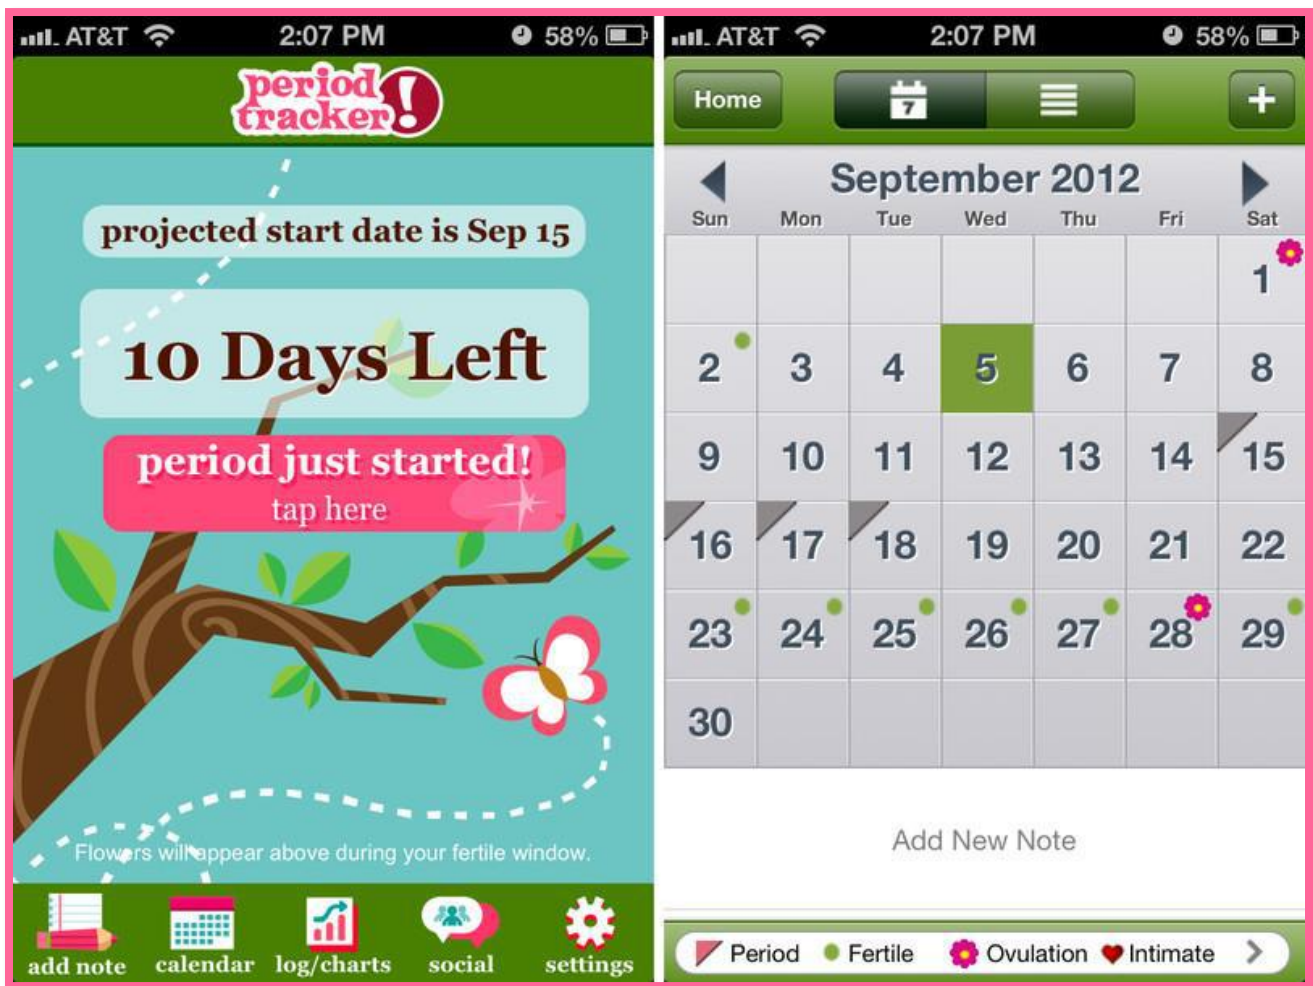 AT&T 2:07 PM 58%
period
tracker!
projected start date is Sep 15
10 Days Left
period just started!
tap here
Flowers will appear above during your fertile window.
add note calendar log/charts social settings
AT&T 2:07 PM 58%
Home 7 +
September 2012
Sun Mon Tue Wed Thu Fri Sat
1
2 3 4 5 6 7 8
9 10 11 12 13 14 15
16 17 18 19 20 21 22
23 24 25 26 27 28 29
30
Add New Note
Period Fertile Ovulation Intimate